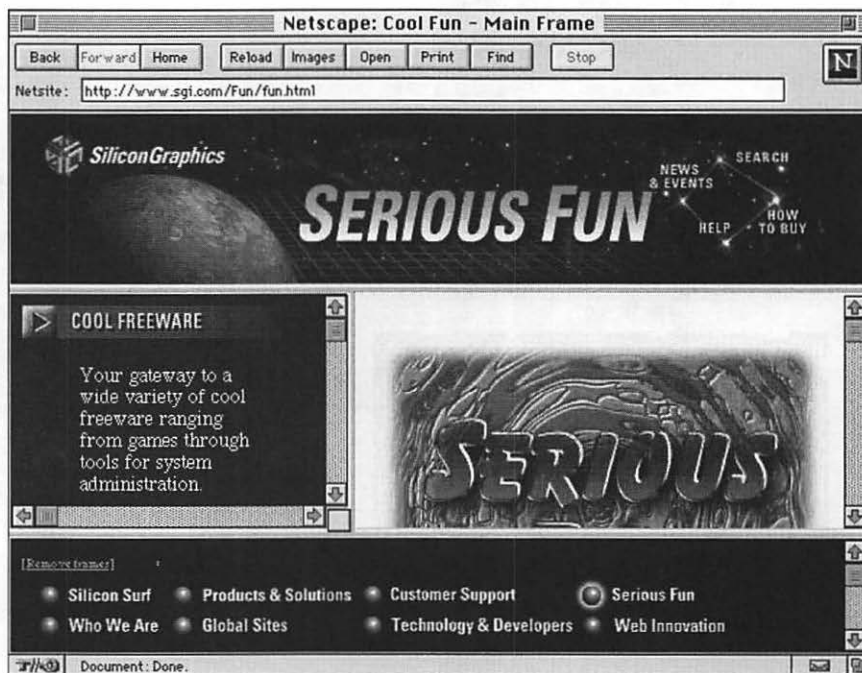 Netscape: Cool Fun - Main Frame
Back Forward Home Reload Images Open Print Find Stop
N
Netsite: http://www.sgi.com/Fun/fun.html
SiliconGraphics
SERIOUS FUN
NEWS & EVENTS
SEARCH
HELP
HOW TO BUY
COOL FREEWARE
Your gateway to a
wide variety of cool
freeware ranging
from games through
tools for system
administration.
SERIOUS
[Remove frames]
Silicon Surf Products & Solutions Customer Support Serious Fun
Who We Are Global Sites Technology & Developers Web Innovation
Document: Done.